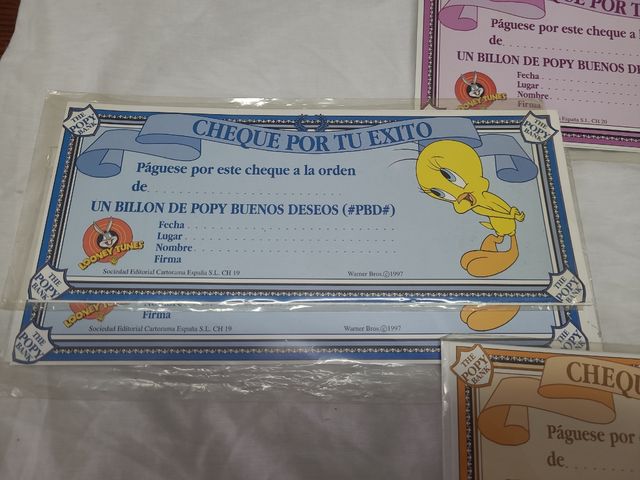 THE POPY BANK
CHEQUE POR TU EXITO
Páguese por este cheque a la orden
de
UN BILLON DE POPY BUENOS DESEOS (#PBD#)
Fecha
Lugar
Nombre
Firma
LOONEY TUNES
Sociedad Editorial Cartorama España S.L. CH 19
Warner Bros.©1997
THE POPY BANK
THE POPY BANK
THE POPY BANK
Firma
Sociedad Editorial Cartorama España S.L. CH 19
Warner Bros.©1997
THE POPY BANK
THE POPY BANK
POR T
Páguese por este cheque a
de
UN BILLON DE POPY BUENOS DE
Fecha
Lugar
Nombre
Firma
LOONEY TUNES
España S.L. CH 20
THE POPY BANK
CHEQU
Páguese por
de